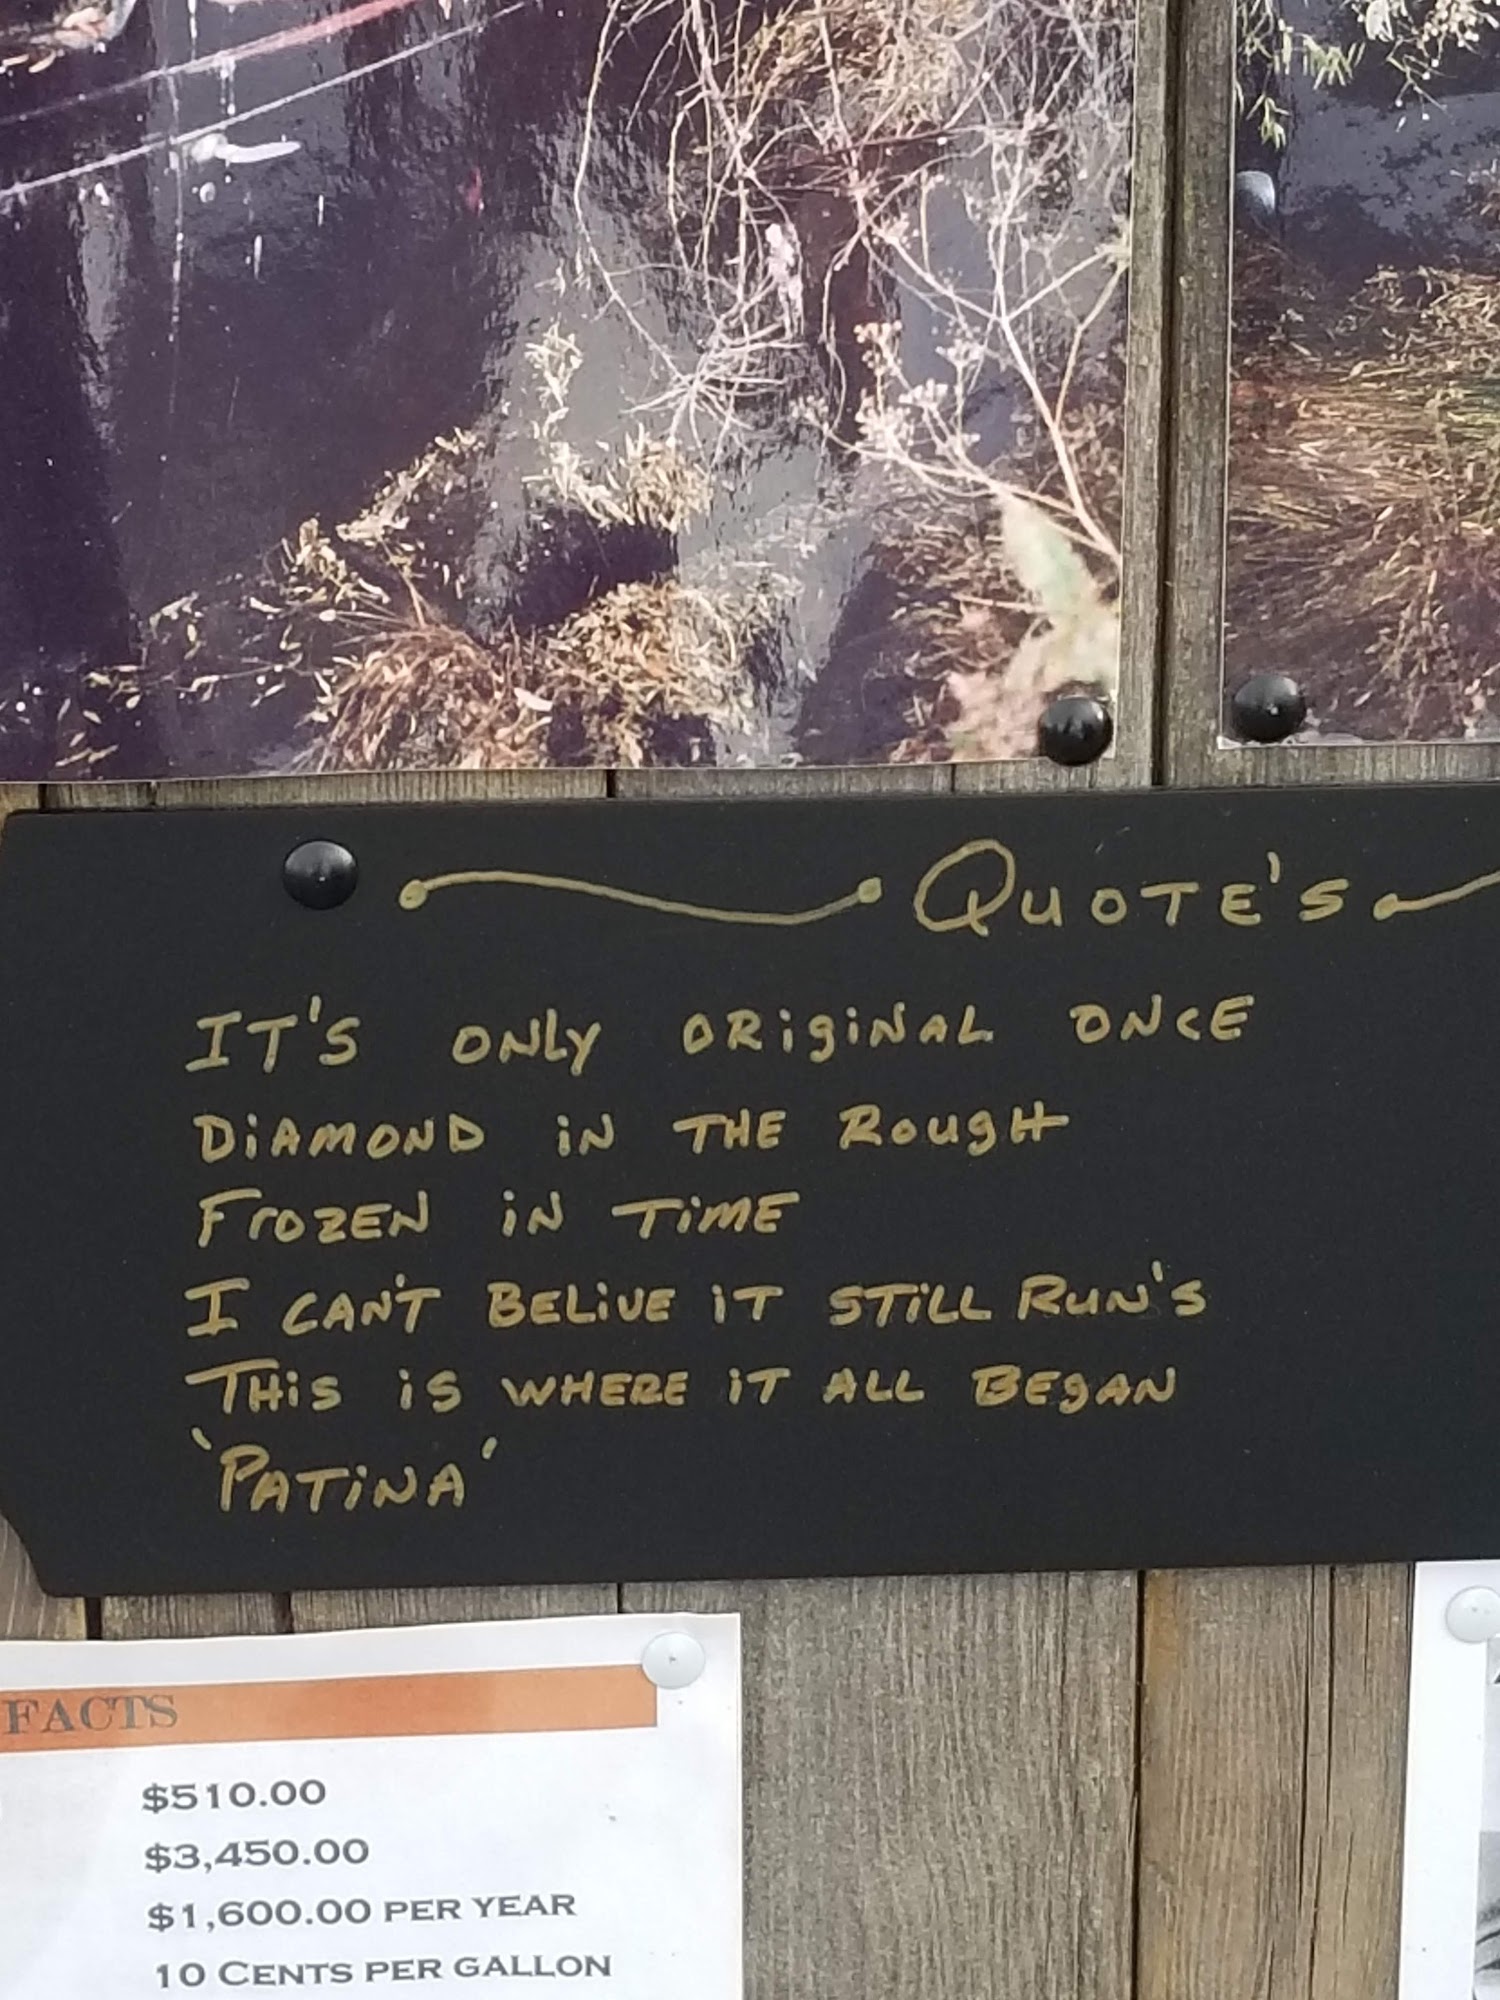 QUOTE'S
IT'S ONLY ORIGINAL ONCE
DIAMOND IN THE ROUGH
FROZEN IN TIME
I CAN'T BELIVE IT STILL RUN'S
THIS IS WHERE IT ALL BEGAN
'PATINA'
FACTS
$510.00
$3,450.00
$1,600.00 PER YEAR
10 CENTS PER GALLON